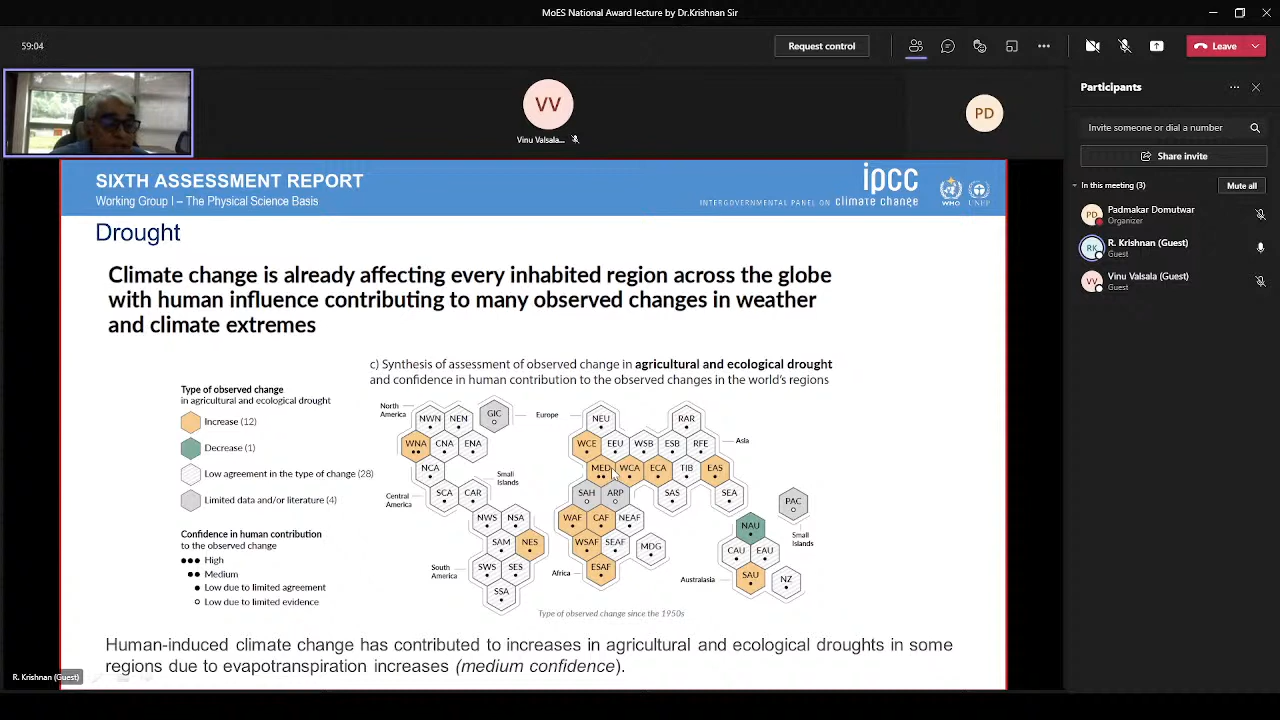 MoES National Award lecture by Dr.Krishnan Sir
59:04
Request control
Leave
VV
Vinu Valsala...
PD
Participants
Invite someone or dial a number
Share invite
In this meeting (3)
Mute all
PD
Padmakar Domutwar
Organizer
RK
R. Krishnan (Guest)
Guest
VV
Vinu Valsala (Guest)
Guest
SIXTH ASSESSMENT REPORT
Working Group I – The Physical Science Basis
ipcc
INTERGOVERNMENTAL PANEL ON climate change
WMO
UNEP
Drought
Climate change is already affecting every inhabited region across the globe
with human influence contributing to many observed changes in weather
and climate extremes
c) Synthesis of assessment of observed change in agricultural and ecological drought
and confidence in human contribution to the observed changes in the world's regions
Type of observed change
in agricultural and ecological drought
Increase (12)
Decrease (1)
Low agreement in the type of change (28)
Limited data and/or literature (4)
Confidence in human contribution
to the observed change
High
Medium
Low due to limited agreement
Low due to limited evidence
North
America
NWN NEN GIC
WNA CNA ENA
NCA
Small
Islands
Central
America
SCA CAR
NWS NSA
SAM NES
South
America
SWS SES
SSA
Europe
NEU RAR
WCE EEU WSB ESB RFE
Asia
MED WCA ECA TIB EAS
SAH ARP SAS SEA
WAF CAF NEAF
WSAF SEAF MDG
Africa
ESAF
PAC
Small
Islands
NAU
CAU EAU
Australasia
SAU NZ
Type of observed change since the 1950s
Human-induced climate change has contributed to increases in agricultural and ecological droughts in some
regions due to evapotranspiration increases (medium confidence).
R. Krishnan (Guest)